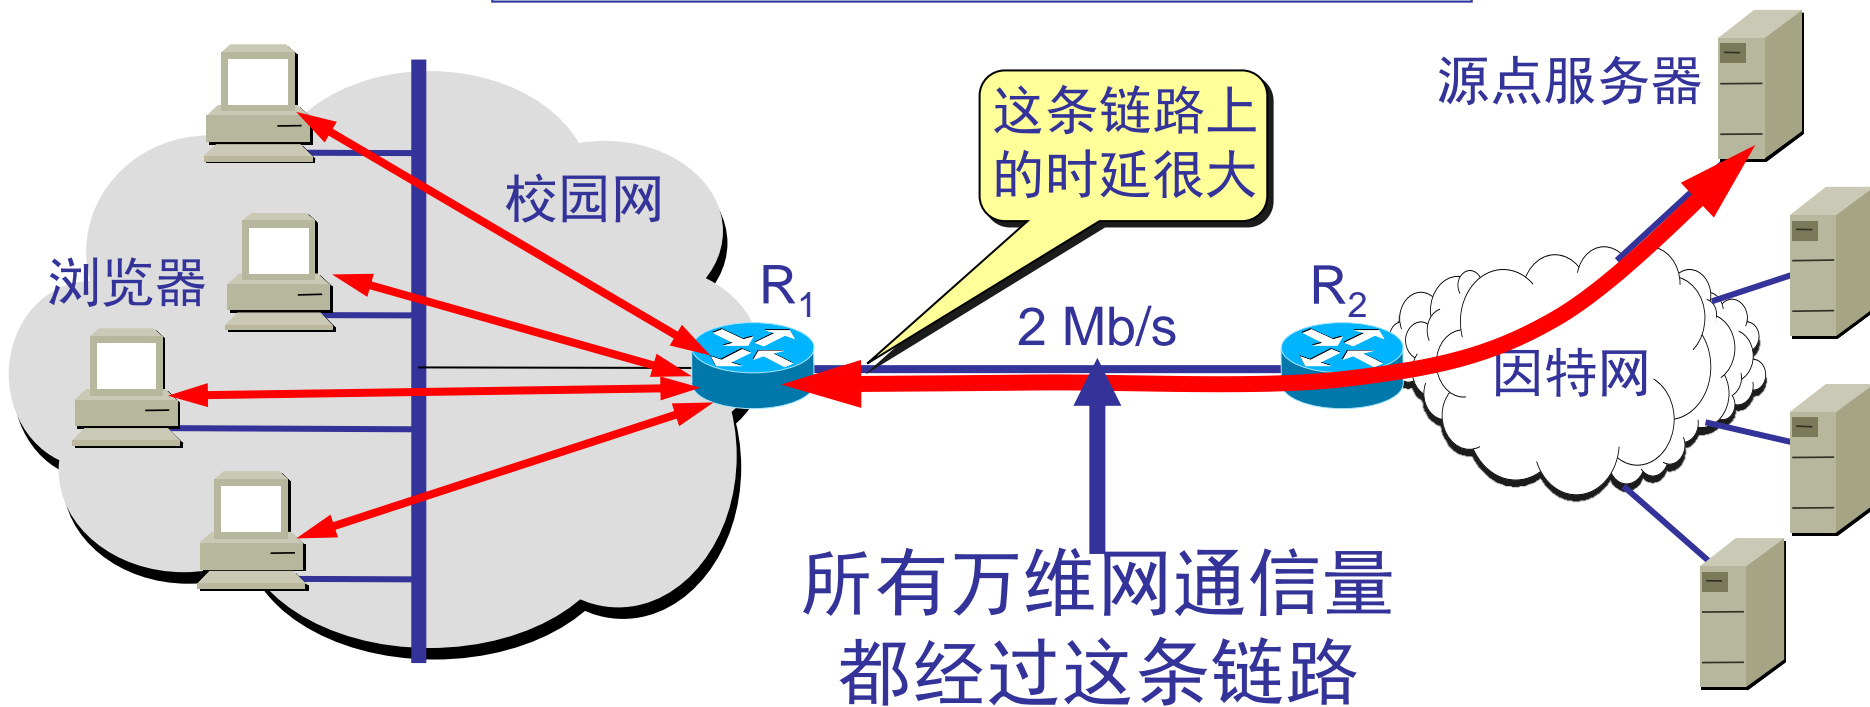 源点服务器
这条链路上
的时延很大
校园网
浏览器
R1
2 Mb/s
R2
因特网
所有万维网通信量
都经过这条链路